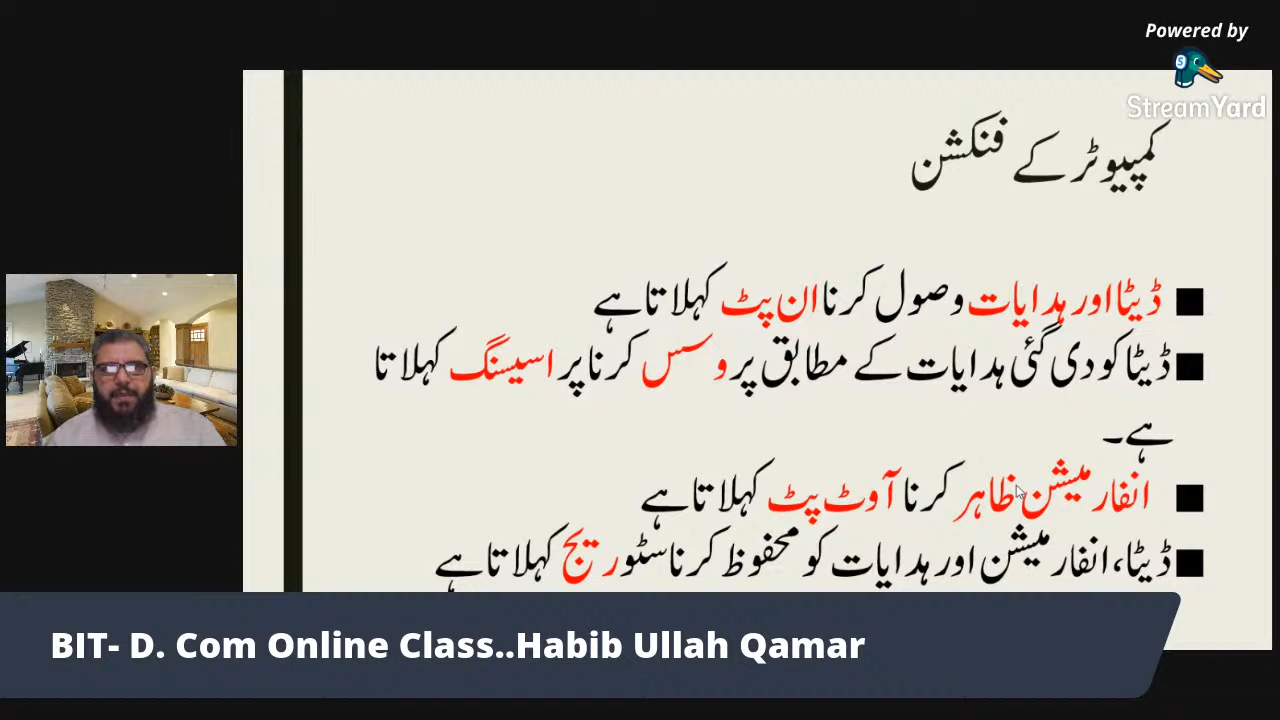 Powered by
StreamYard
کمپیوٹر کے فنکشن
■ ڈیٹا اور ہدایات وصول کرنا ان پٹ کہلاتا ہے
■ ڈیٹا کو دی گئی ہدایات کے مطابق پروسس کرنا پراسیسنگ کہلاتا
ہے۔
■ انفارمیشن ظاہر کرنا آوٹ پٹ کہلاتا ہے
■ ڈیٹا، انفارمیشن اور ہدایات کو محفوظ کرنا سٹوریج کہلاتا ہے
BIT- D. Com Online Class..Habib Ullah Qamar